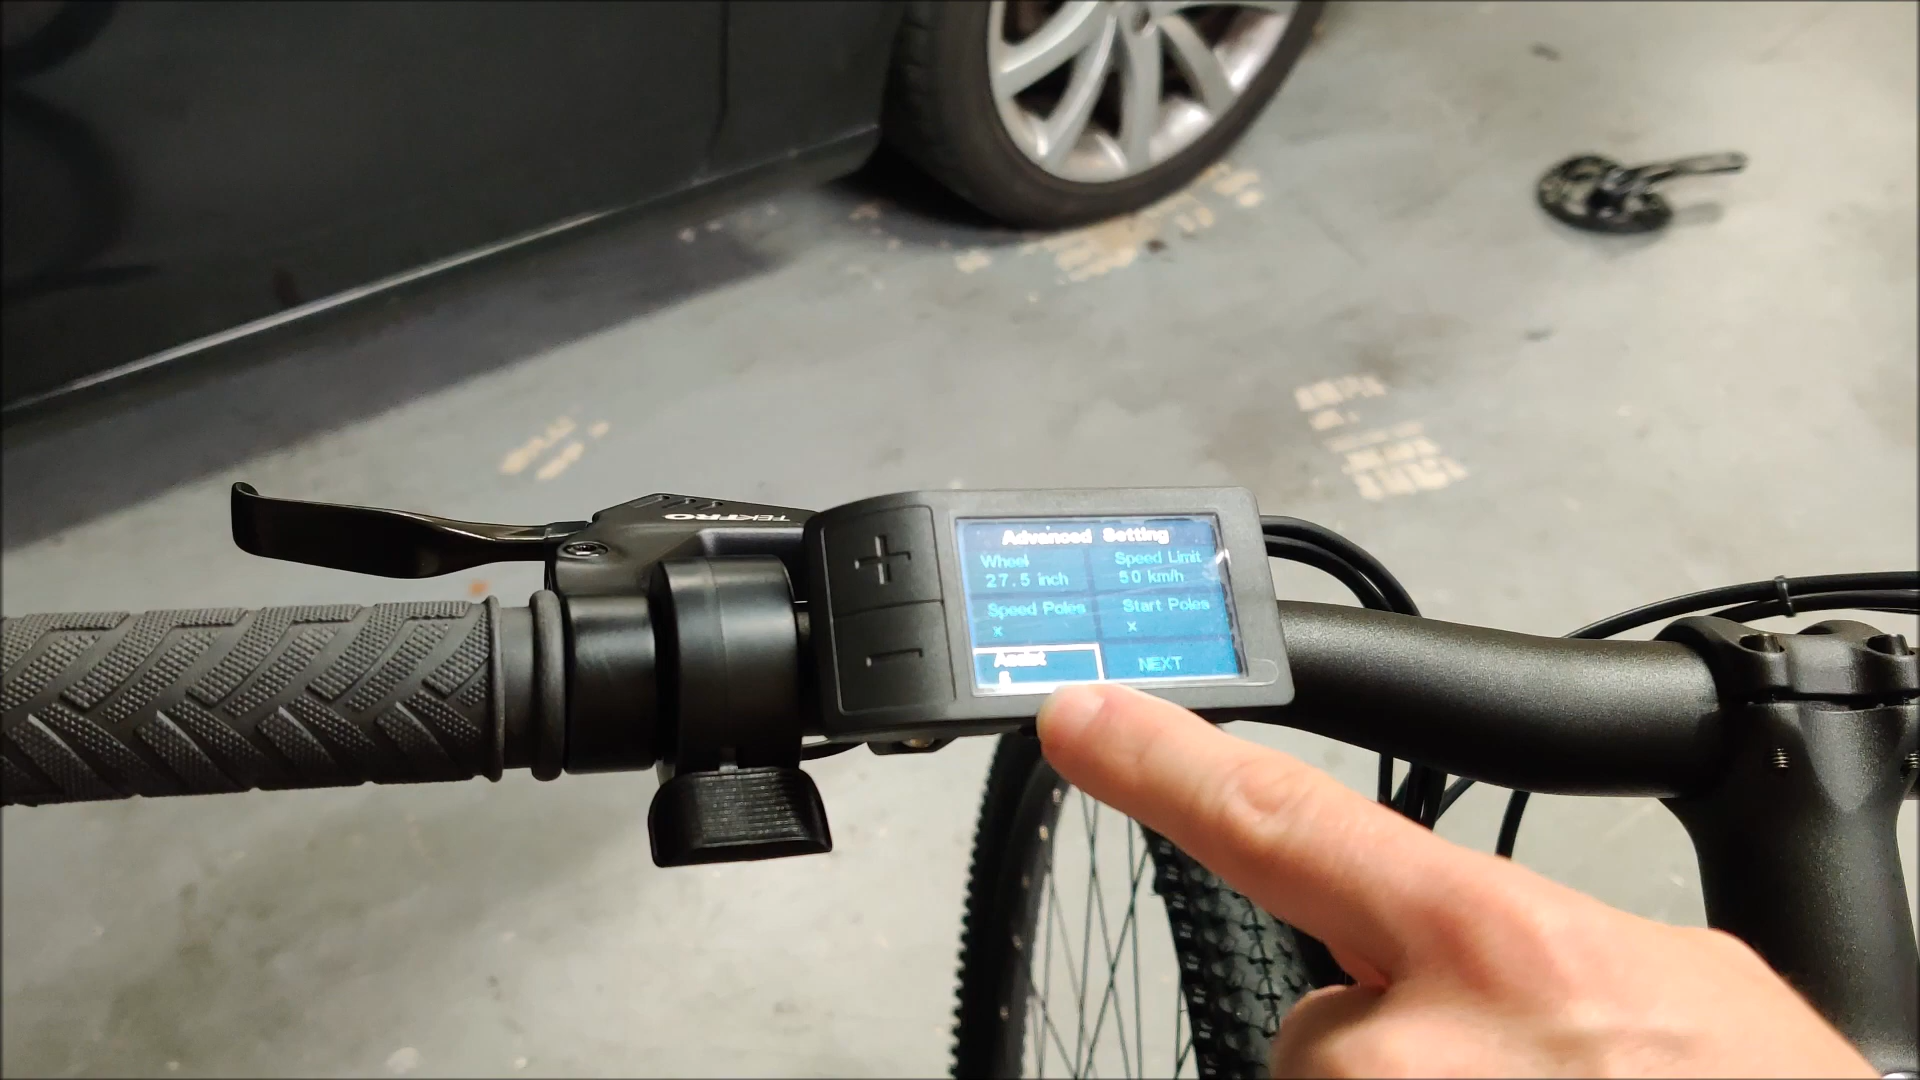 TEKTRO
Advanced Setting
Wheel
27.5 inch
Speed Limit
50 km/h
Speed Poles
x
Start Poles
x
Assist
NEXT